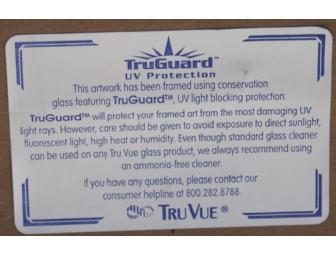 TruGuard™
UV Protection
This artwork has been framed using conservation
glass featuring TruGuard™, UV light blocking protection.
TruGuard™ will protect your framed art from the most damaging UV
light rays. However, care should be given to avoid exposure to direct sunlight,
fluorescent light, high heat or humidity. Even though standard glass cleaner
can be used on any Tru Vue glass product, we always recommend using
an ammonia-free cleaner.
If you have any questions, please contact our
consumer helpline at 800.282.8788.
TRU VUE ®